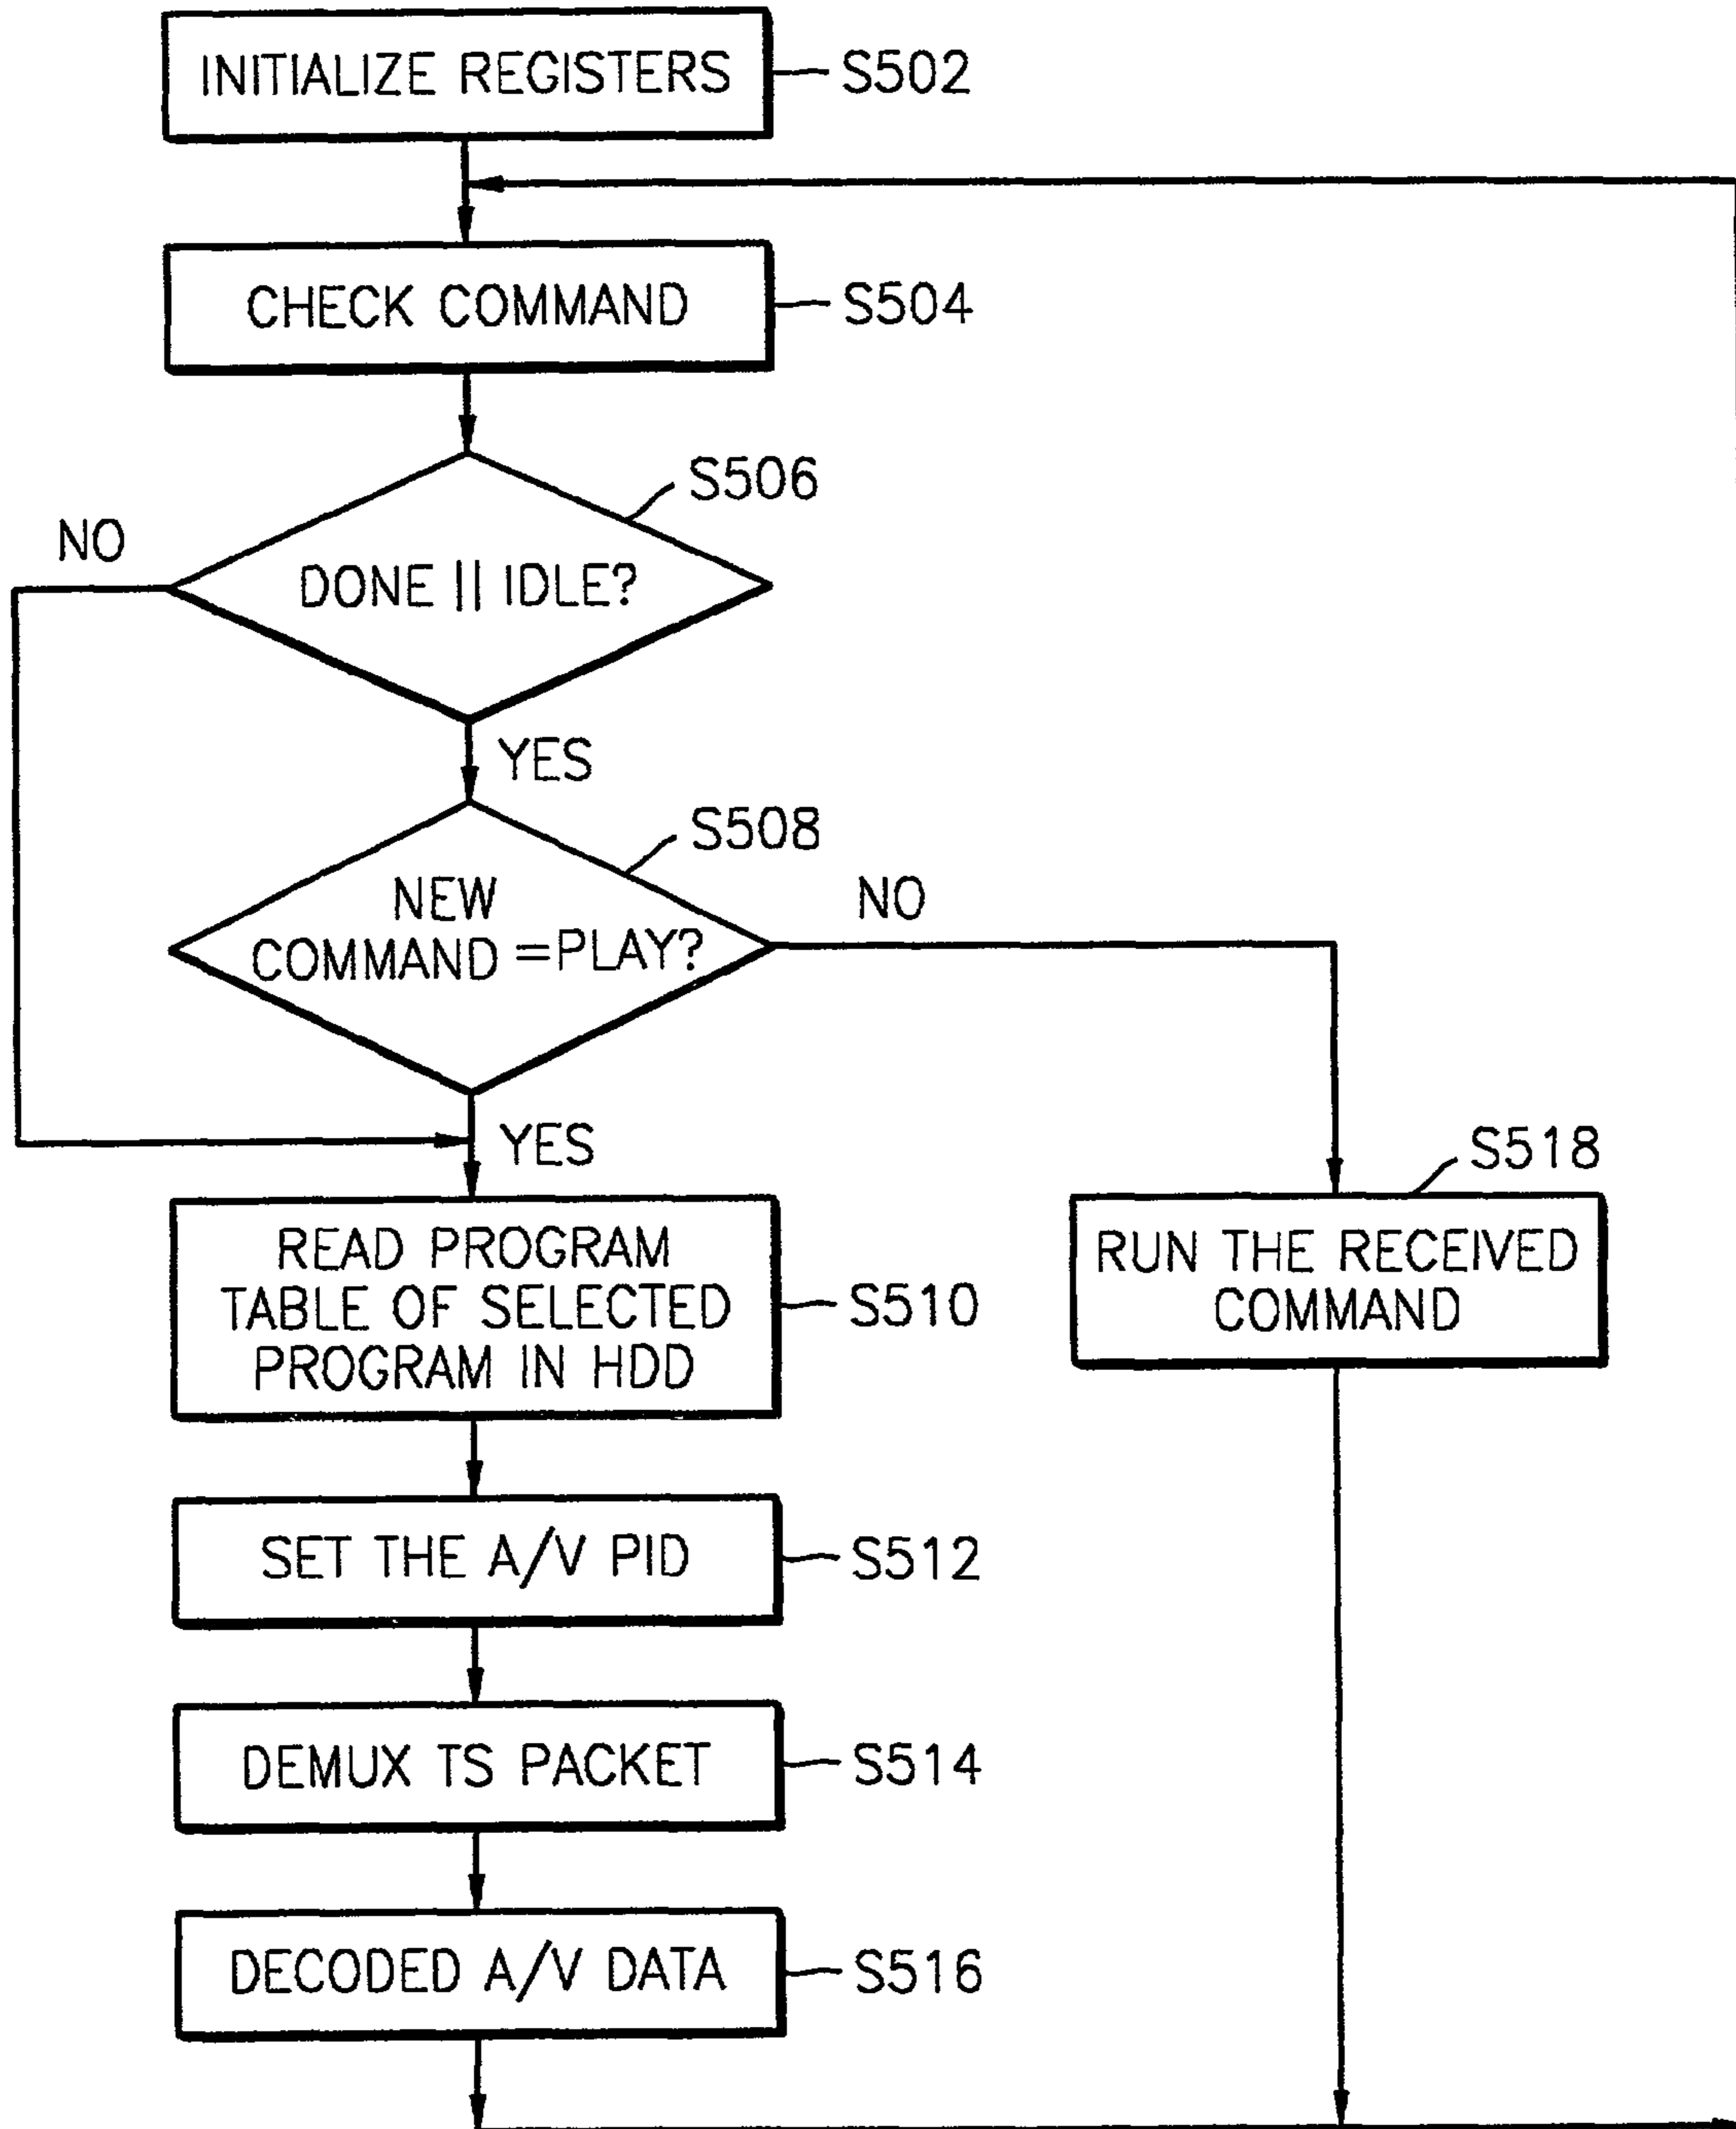 INITIALIZE REGISTERS
S502
CHECK COMMAND
S504
S506
NO
DONE || IDLE?
YES
S508
NEW
COMMAND =PLAY?
NO
YES
S518
READ PROGRAM
TABLE OF SELECTED
PROGRAM IN HDD
S510
RUN THE RECEIVED
COMMAND
SET THE A/V PID
S512
DEMUX TS PACKET
S514
DECODED A/V DATA
S516